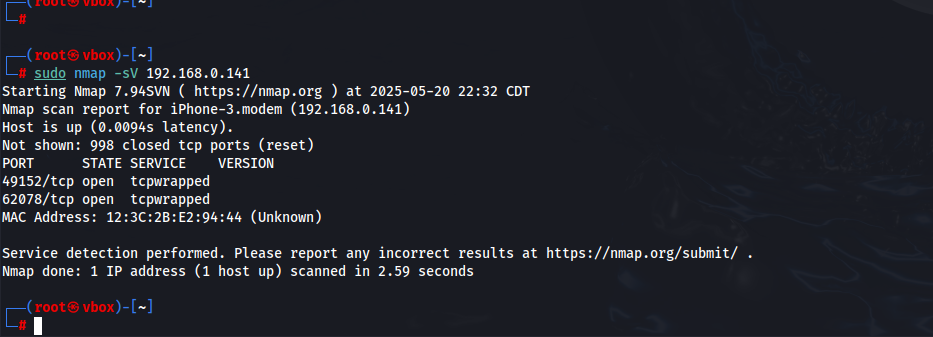 ┌──(root㉿vbox)-[~]
└─#
┌──(root㉿vbox)-[~]
└─# sudo nmap -sV 192.168.0.141
Starting Nmap 7.94SVN ( https://nmap.org ) at 2025-05-20 22:32 CDT
Nmap scan report for iPhone-3.modem (192.168.0.141)
Host is up (0.0094s latency).
Not shown: 998 closed tcp ports (reset)
PORT      STATE SERVICE    VERSION
49152/tcp open  tcpwrapped
62078/tcp open  tcpwrapped
MAC Address: 12:3C:2B:E2:94:44 (Unknown)
Service detection performed. Please report any incorrect results at https://nmap.org/submit/ .
Nmap done: 1 IP address (1 host up) scanned in 2.59 seconds
┌──(root㉿vbox)-[~]
└─#